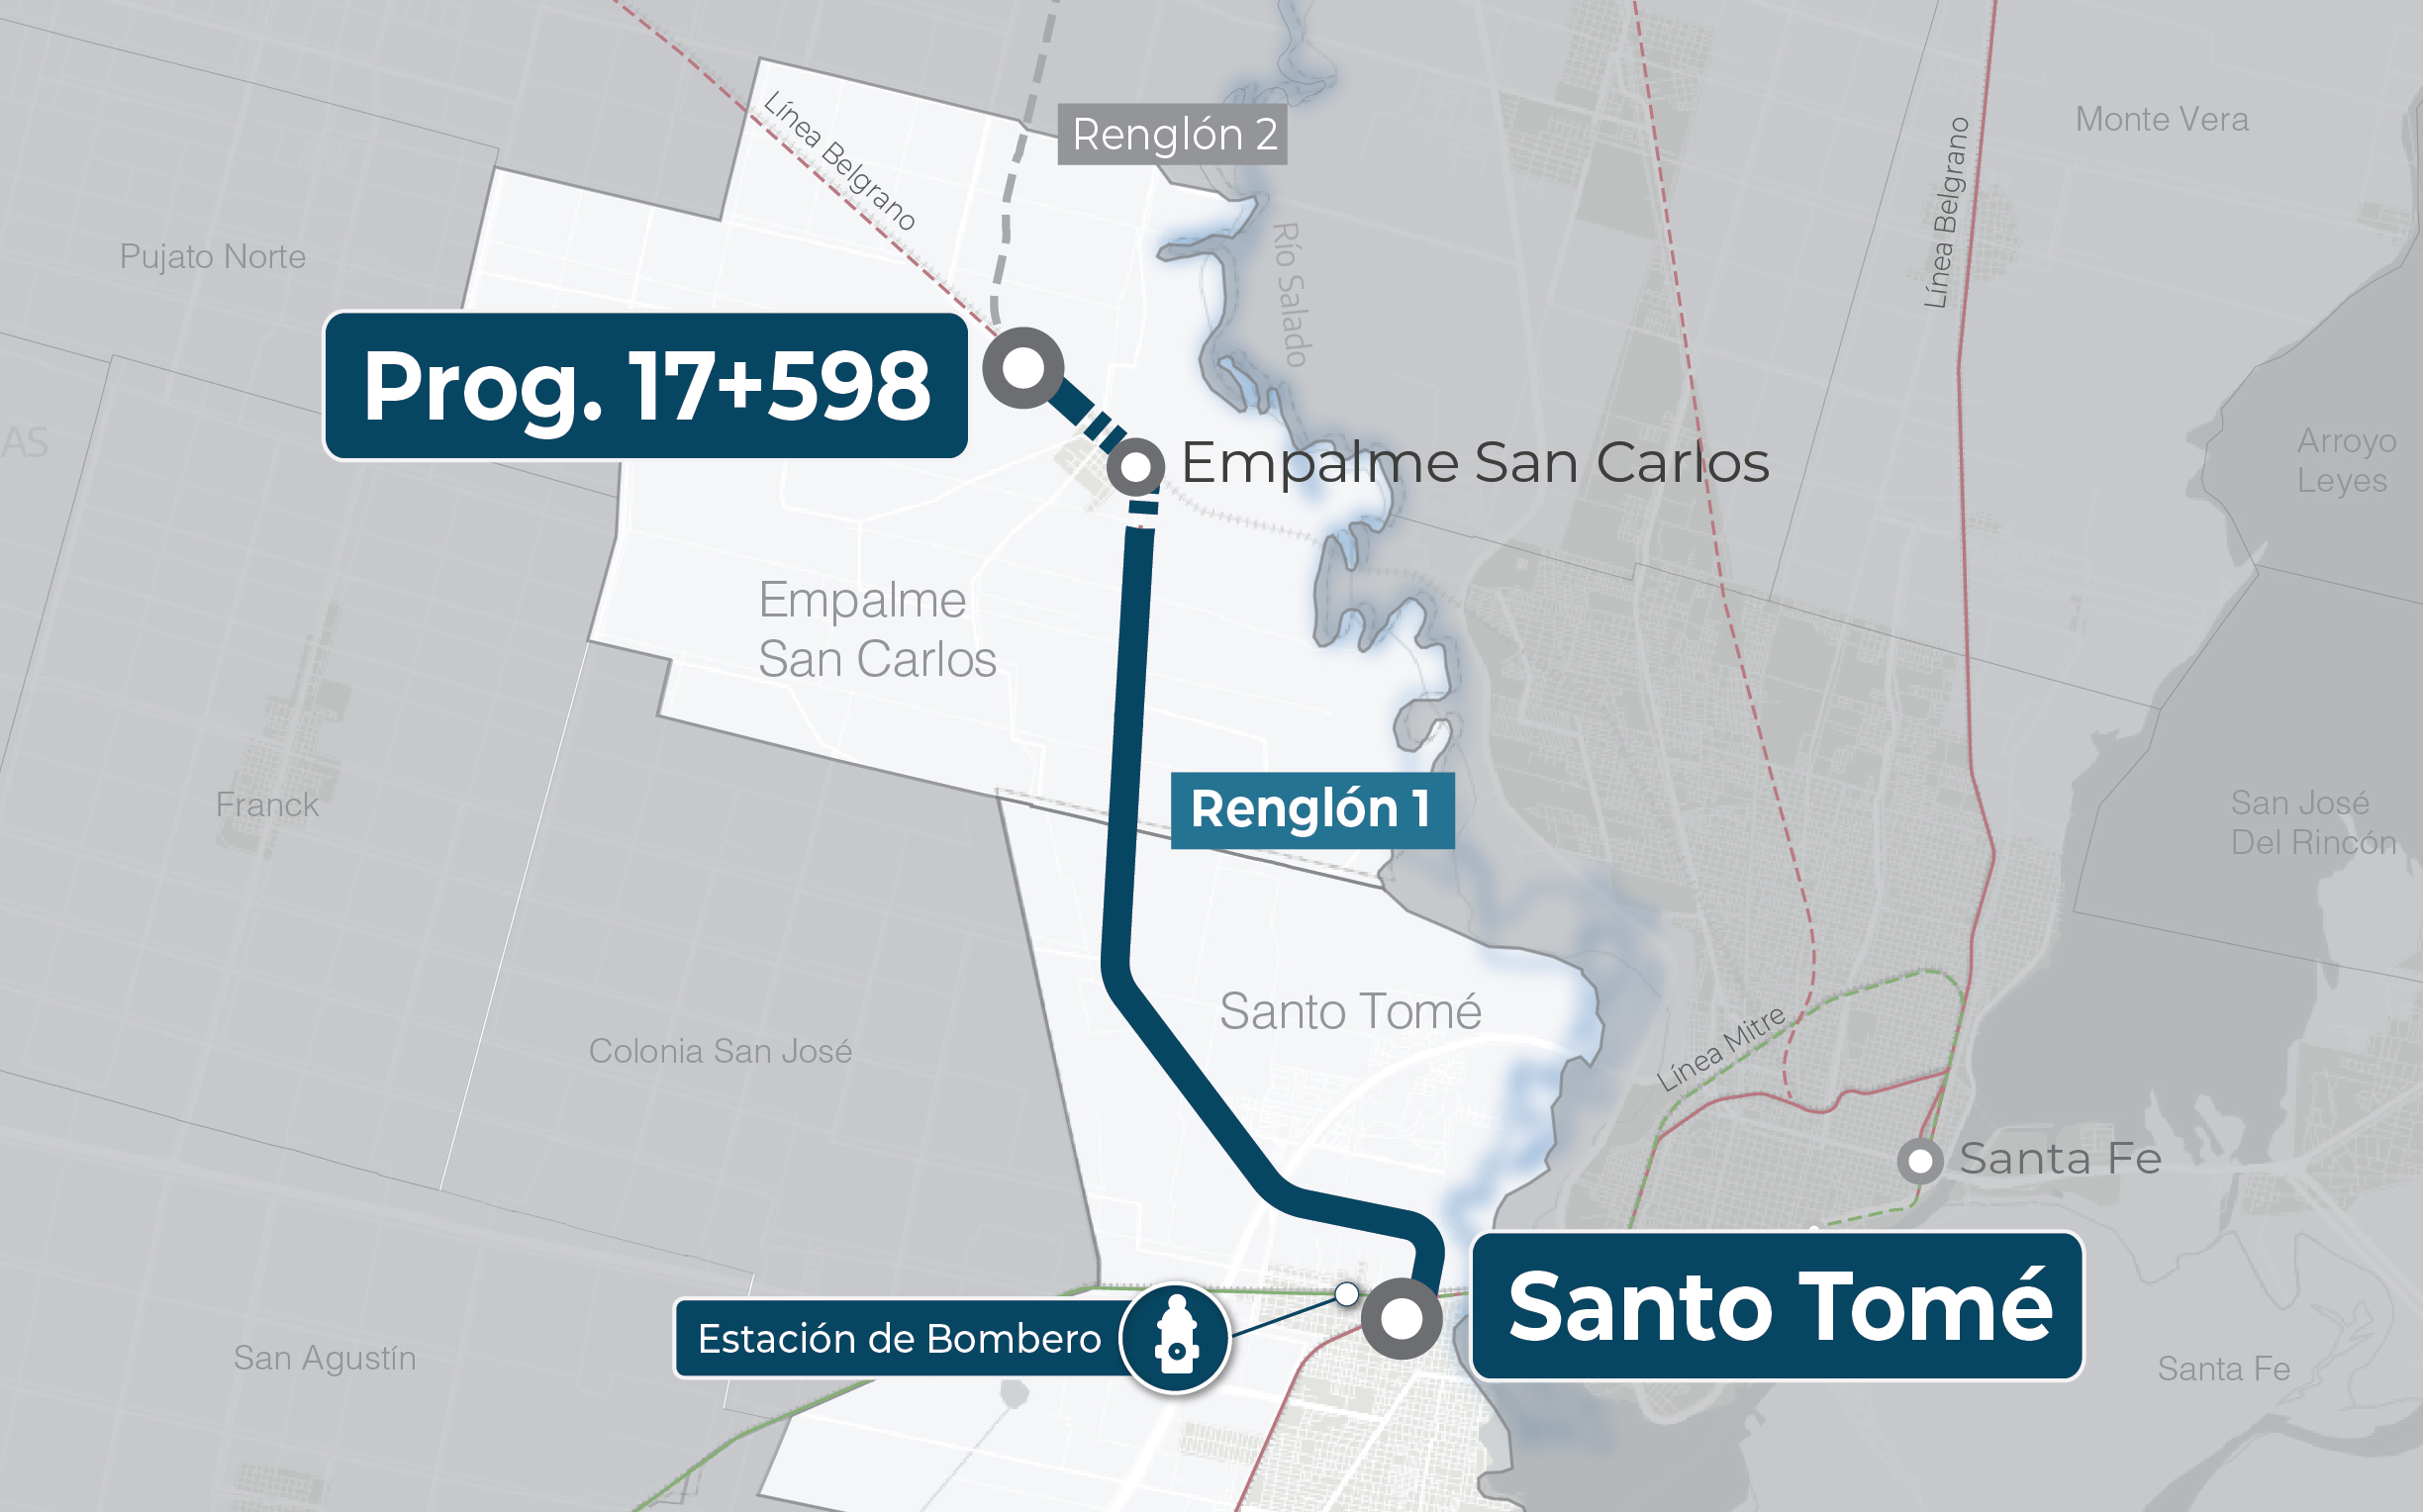 Línea Belgrano
Renglón 2
Línea Belgrano
Monte Vera
Pujato Norte
Río Salado
Prog. 17+598
AS
Empalme San Carlos
Arroyo
Leyes
Empalme
San Carlos
Franck
Renglón 1
San José
Del Rincón
Santo Tomé
Colonia San José
Línea Mitre
Santa Fe
Santo Tomé
Estación de Bombero
San Agustín
Santa Fe